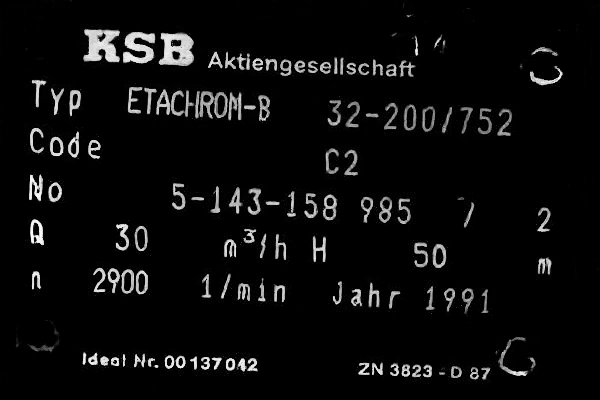 KSB Aktiengesellschaft
Typ ETACHROM-B 32-200/752
Code C2
No 5-143-158 985 / 2
Q 30 m³/h H 50 m
n 2900 1/min Jahr 1991
Ideal Nr. 00137042 ZN 3823 - D 87